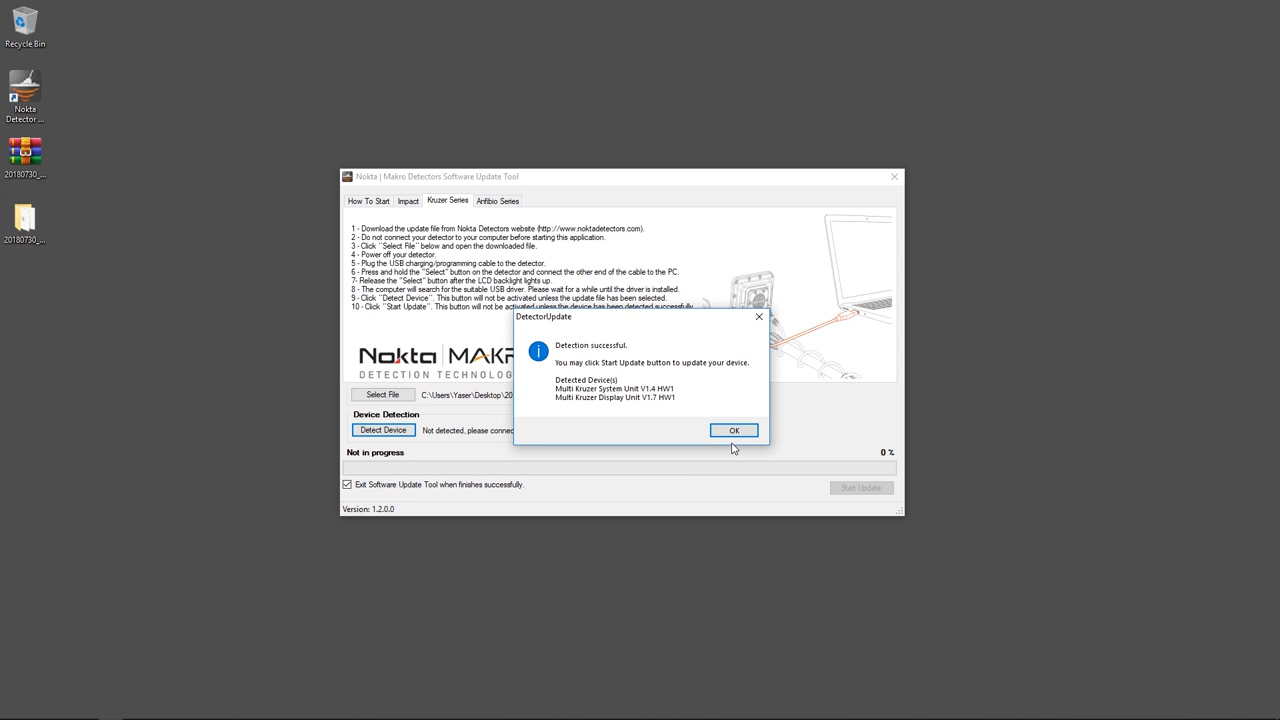 Recycle Bin
Nokta
Detector ...
20180730_...
20180730_...
Nokta | Makro Detectors Software Update Tool
How To Start
Impact
Kruzer Series
Anfibio Series
1 - Download the update file from Nokta Detectors website (http://www.noktadetectors.com).
2 - Do not connect your detector to your computer before starting this application.
3 - Click ''Select File'' below and open the downloaded file.
4 - Power off your detector.
5 - Plug the USB charging/programming cable to the detector.
6 - Press and hold the "Select" button on the detector and connect the other end of the cable to the PC.
7- Release the "Select" button after the LCD backlight lights up.
8 - The computer will search for the suitable USB driver. Please wait for a while until the driver is installed.
9 - Click ''Detect Device''. This button will not be activated unless the update file has been selected.
10 - Click ''Start Update''. This button will not be activated unless the device has been detected successfully.
Nokta | MAKR
DETECTION TECHNOLOG
Select File
C:\Users\Yaser\Desktop\20
Device Detection
Detect Device
Not detected, please connec
Not in progress
0 %
Exit Software Update Tool when finishes successfully.
Start Update
Version: 1.2.0.0
DetectorUpdate
Detection successful.
You may click Start Update button to update your device.
Detected Device(s)
Multi Kruzer System Unit V1.4 HW1
Multi Kruzer Display Unit V1.7 HW1
OK